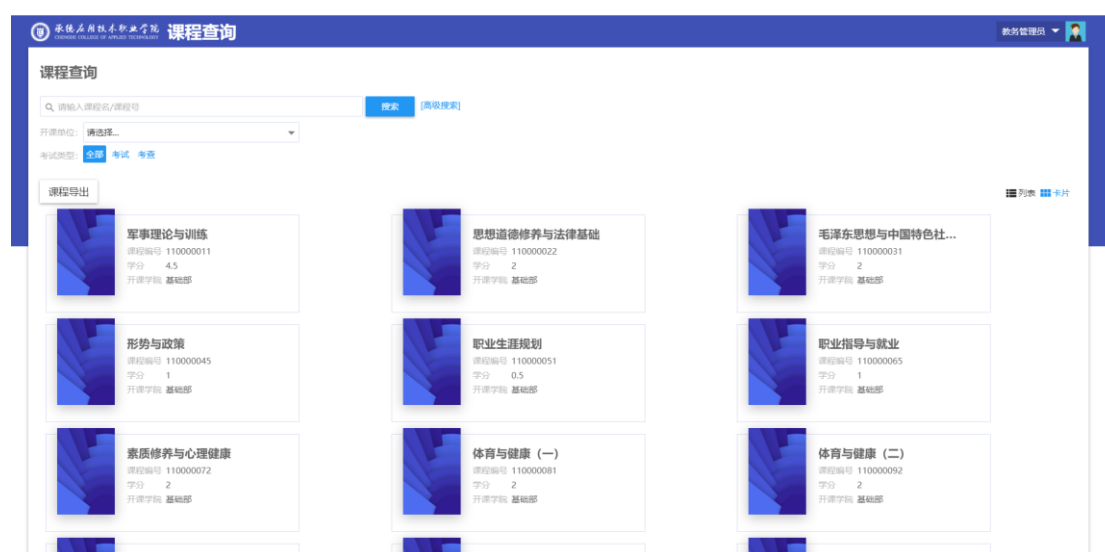 承德应用技术职业学院 课程查询 教务管理员
CHENGDE COLLEGE OF APPLIED TECHNOLOGY
课程查询
请输入课程名/课程号 搜索 [高级搜索]
开课单位: 请选择...
考试类型: 全部 考试 考查
课程导出 列表 卡片
军事理论与训练
课程编号 110000011
学分 4.5
开课学院 基础部
思想道德修养与法律基础
课程编号 110000022
学分 2
开课学院 基础部
毛泽东思想与中国特色社...
课程编号 110000031
学分 2
开课学院 基础部
形势与政策
课程编号 110000045
学分 1
开课学院 基础部
职业生涯规划
课程编号 110000051
学分 0.5
开课学院 基础部
职业指导与就业
课程编号 110000065
学分 1
开课学院 基础部
素质修养与心理健康
课程编号 110000072
学分 2
开课学院 基础部
体育与健康（一）
课程编号 110000081
学分 2
开课学院 基础部
体育与健康（二）
课程编号 110000092
学分 2
开课学院 基础部